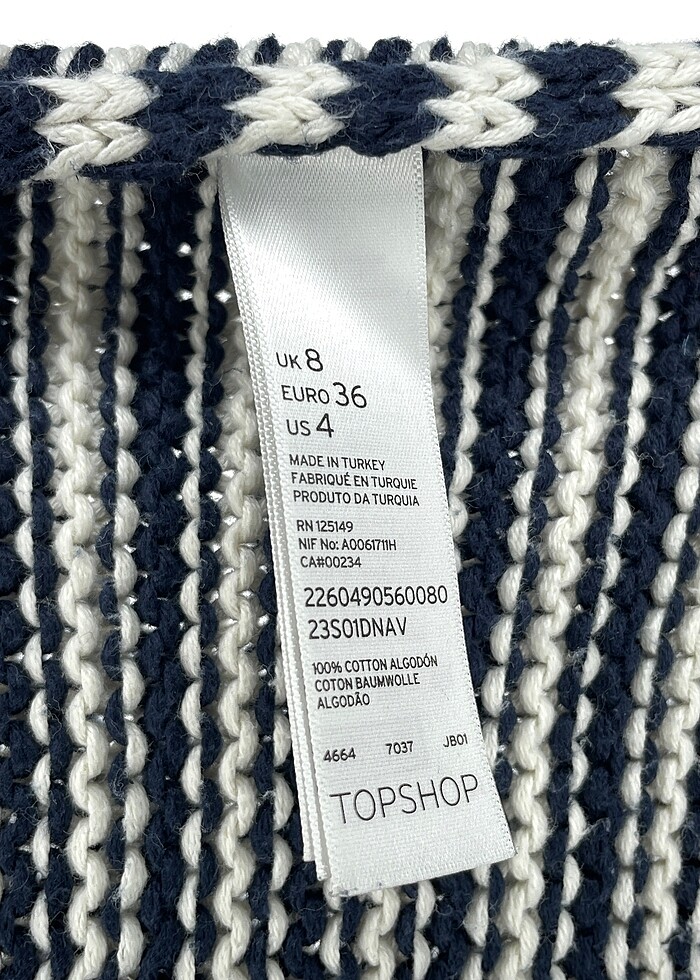 UK 8
EURO 36
US 4
MADE IN TURKEY
FABRIQUÉ EN TURQUIE
PRODUTO DA TURQUIA
RN 125149
NIF No: A0061711H
CA#00234
2260490560080
23S01DNAV
100% COTTON ALGODÓN
COTON BAUMWOLLE
ALGODÃO
4664 7037 JB01
TOPSHOP